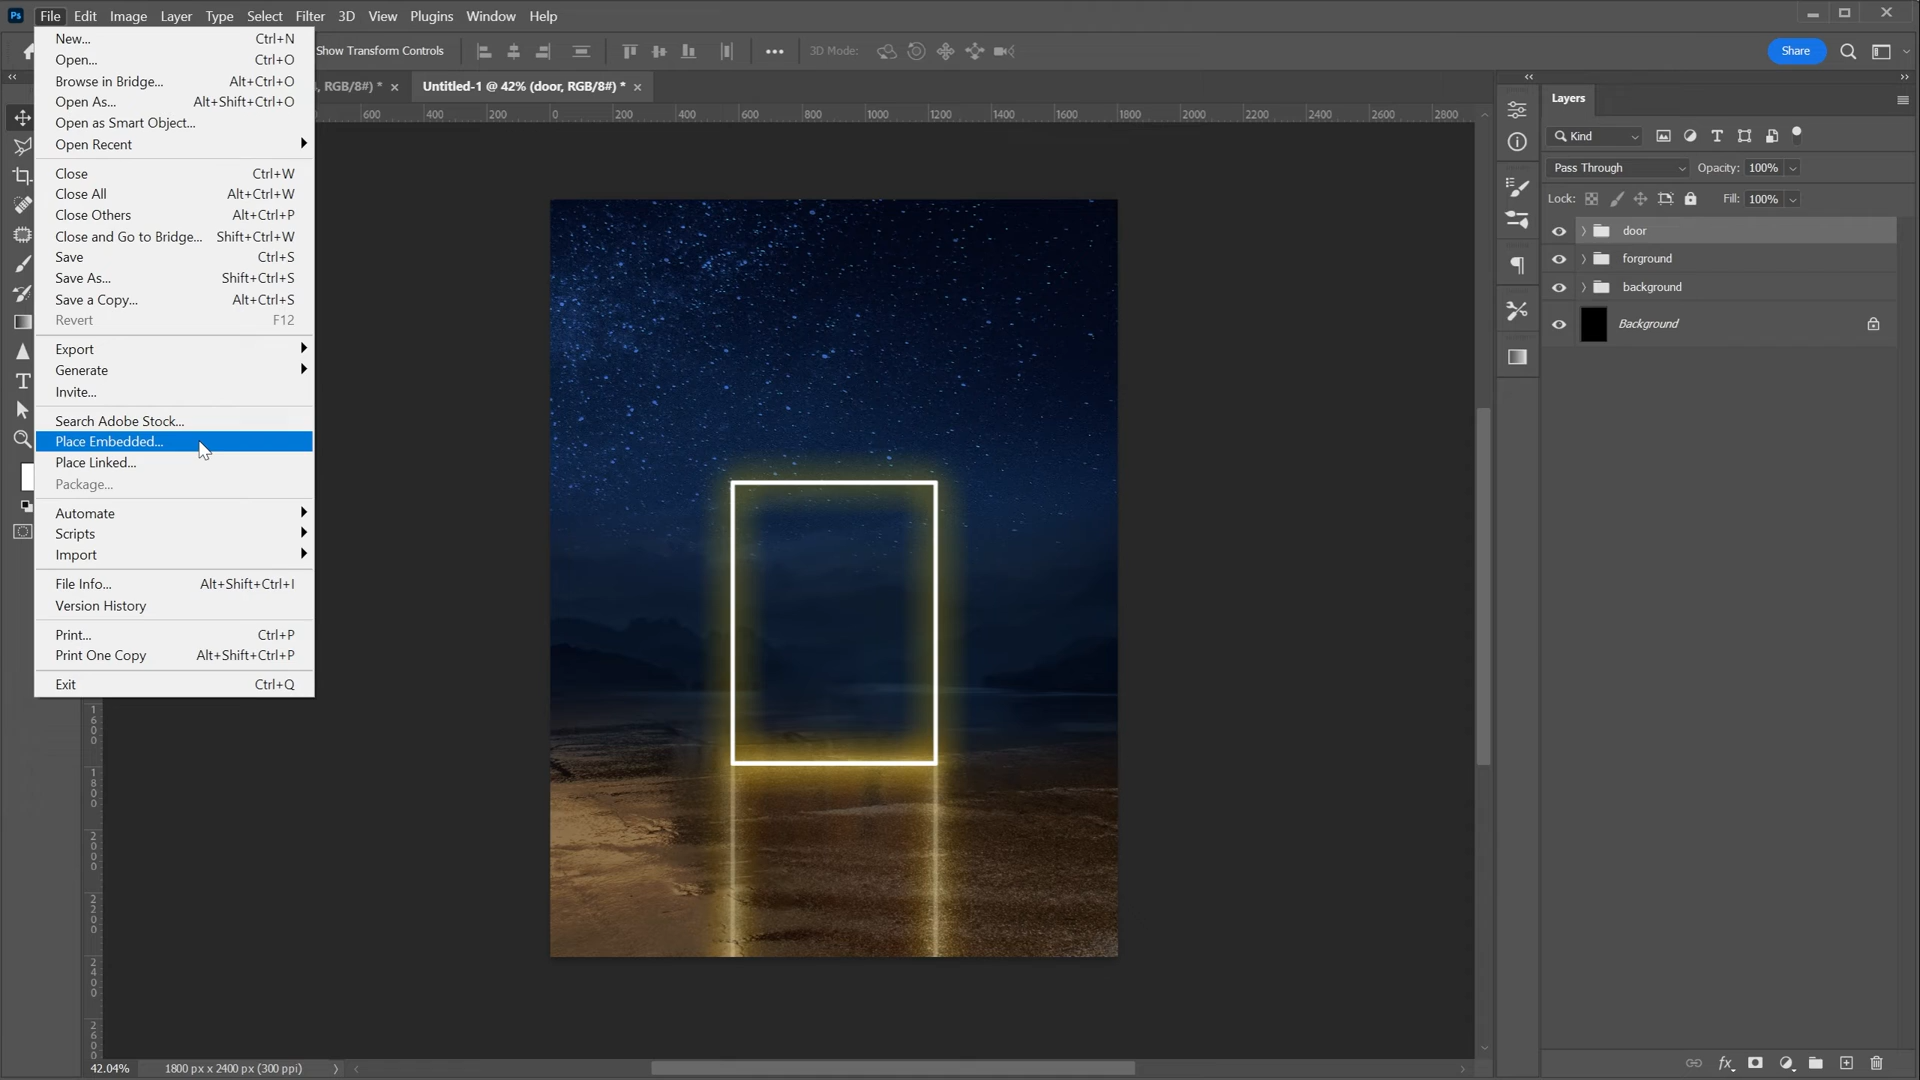 Ps File Edit Image Layer Type Select Filter 3D View Plugins Window Help
Show Transform Controls 3D Mode: Share
, RGB/8#) * × Untitled-1 @ 42% (door, RGB/8#) * ×
600 400 200 0 200 400 600 800 1000 1200 1400 1600 1800 2000 2200 2400 2600 2800
New... Ctrl+N
Open... Ctrl+O
Browse in Bridge... Alt+Ctrl+O
Open As... Alt+Shift+Ctrl+O
Open as Smart Object...
Open Recent
Close Ctrl+W
Close All Alt+Ctrl+W
Close Others Alt+Ctrl+P
Close and Go to Bridge... Shift+Ctrl+W
Save Ctrl+S
Save As... Shift+Ctrl+S
Save a Copy... Alt+Ctrl+S
Revert F12
Export
Generate
Invite...
Search Adobe Stock...
Place Embedded...
Place Linked...
Package...
Automate
Scripts
Import
File Info... Alt+Shift+Ctrl+I
Version History
Print... Ctrl+P
Print One Copy Alt+Shift+Ctrl+P
Exit Ctrl+Q
1600
1800
2000
2200
2400
2600
42.04% 1800 px x 2400 px (300 ppi)
Layers
Kind
Pass Through Opacity: 100%
Lock: Fill: 100%
door
forground
background
Background
fx